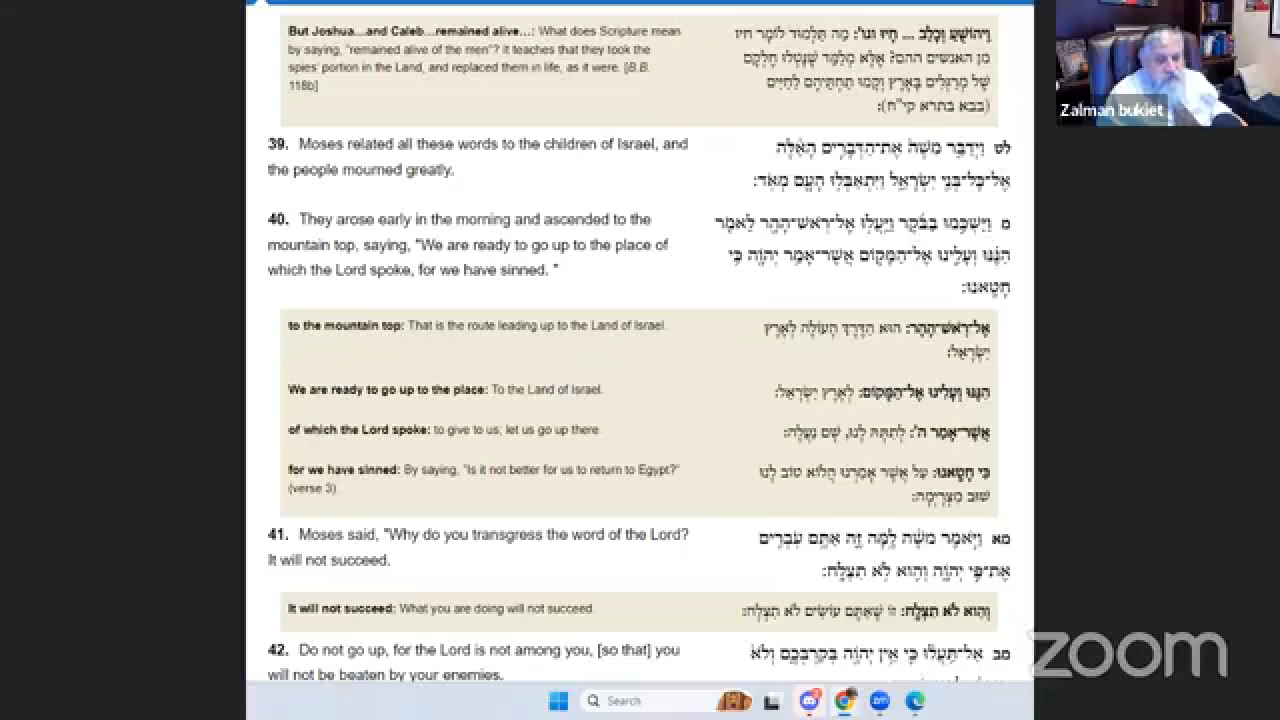 But Joshua...and Caleb...remained alive...: What does Scripture mean
by saying, "remained alive of the men"? It teaches that they took the
spies' portion in the Land, and replaced them in life, as it were. [B.B.
118b]
וִיהוֹשֻׁעַ וְכָלֵב ... חָיוּ וגו': מַה תַּלְמוּד לוֹמַר חָיוּ
מִן הָאֲנָשִׁים הָהֵם? אֶלָּא מְלַמֵּד שֶׁנָּטְלוּ חֶלְקָם
שֶׁל מְרַגְּלִים בָּאָרֶץ וְקָמוּ תַּחְתֵּיהֶם לְחַיִּים
(בבא בתרא קי"ח):
39. Moses related all these words to the children of Israel, and
the people mourned greatly.
לט וַיְדַבֵּר מֹשֶׁה אֶת־הַדְּבָרִים הָאֵלֶּה
אֶל־כָּל־בְּנֵי יִשְׂרָאֵל וַיִּתְאַבְּלוּ הָעָם מְאֹד:
40. They arose early in the morning and ascended to the
mountain top, saying, "We are ready to go up to the place of
which the Lord spoke, for we have sinned. "
מ וַיַּשְׁכִּמוּ בַבֹּקֶר וַיַּעֲלוּ אֶל־רֹאשׁ־הָהָר לֵאמֹר
הִנֶּנּוּ וְעָלִינוּ אֶל־הַמָּקוֹם אֲשֶׁר־אָמַר יְהֹוָה כִּי
חָטָאנוּ:
to the mountain top: That is the route leading up to the Land of Israel.
אֶל־רֹאשׁ־הָהָר: הוּא הַדֶּרֶךְ הָעוֹלָה לְאֶרֶץ
יִשְׂרָאֵל:
We are ready to go up to the place: To the Land of Israel.
הִנֶּנּוּ וְעָלִינוּ אֶל־הַמָּקוֹם: לְאֶרֶץ יִשְׂרָאֵל:
of which the Lord spoke: to give to us; let us go up there
אֲשֶׁר־אָמַר ה': לְתִתָּהּ לָנוּ, שָׁם נַעֲלֶה:
for we have sinned: By saying, "Is it not better for us to return to Egypt?"
(verse 3).
כִּי חָטָאנוּ: עַל אֲשֶׁר אָמַרְנוּ הֲלוֹא טוֹב לָנוּ
שׁוּב מִצְרָיְמָה:
41. Moses said, "Why do you transgress the word of the Lord?
It will not succeed.
מא וַיֹּאמֶר מֹשֶׁה לָמָּה זֶּה אַתֶּם עֹבְרִים
אֶת־פִּי יְהֹוָה וְהִוא לֹא תִצְלָח:
It will not succeed: What you are doing will not succeed.
וְהִוא לֹא תִצְלָח: זוֹ שֶׁאַתֶּם עוֹשִׂים לֹא תִצְלָח:
42. Do not go up, for the Lord is not among you, [so that] you
will not be beaten by your enemies.
מב אַל־תַּעֲלוּ כִּי אֵין יְהֹוָה בְּקִרְבְּכֶם וְלֹא
Zalman bukiet
Search
zoom